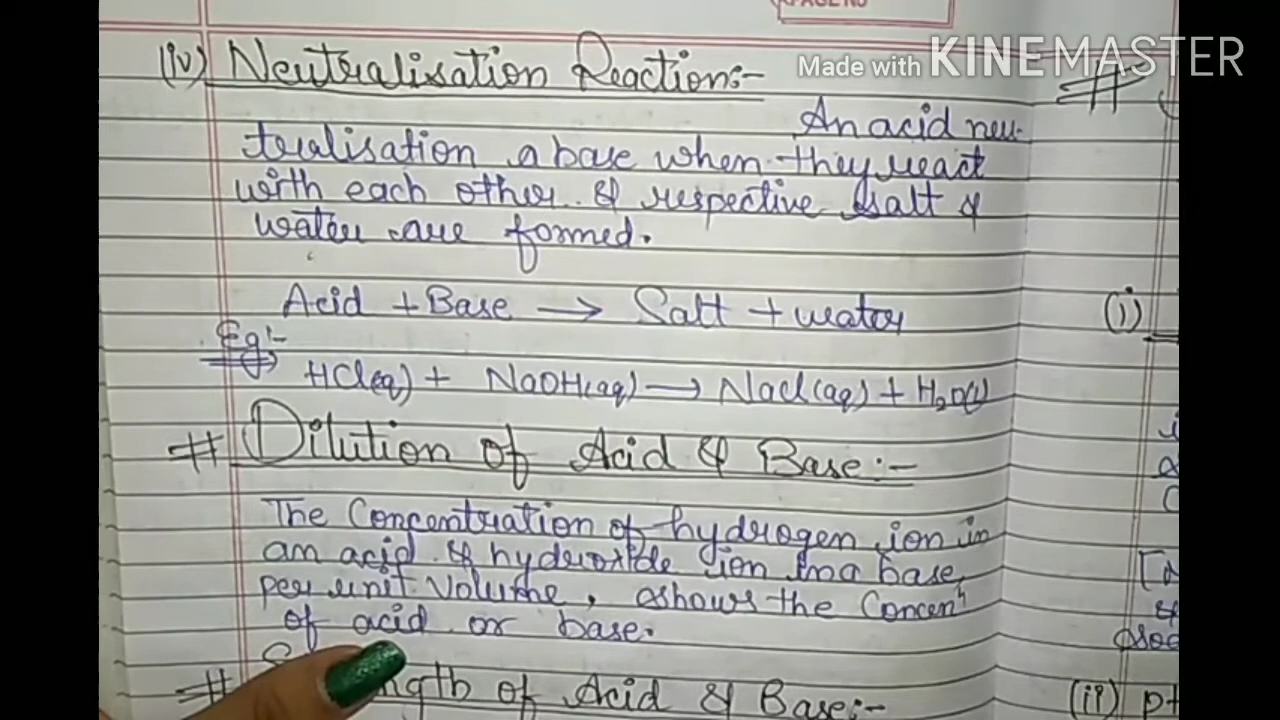 PAGE NO
Made with KINEMASTER
(iv) Neutralisation Reaction:-
An acid neu-
tralisation a base when they react
with each other & respective salt &
water are formed.
Acid + Base → Salt + water
Eg:-
HCl(aq) + NaOH(aq) → NaCl(aq) + H₂O(l)
# Dilution of Acid & Base:-
The Concentration of hydrogen ion in
an acid & hydroxide ion in a base,
per unit Volume, shows the Concenⁿ
of acid or base.
# of Acid & Base:-
#
(i)
(ii)